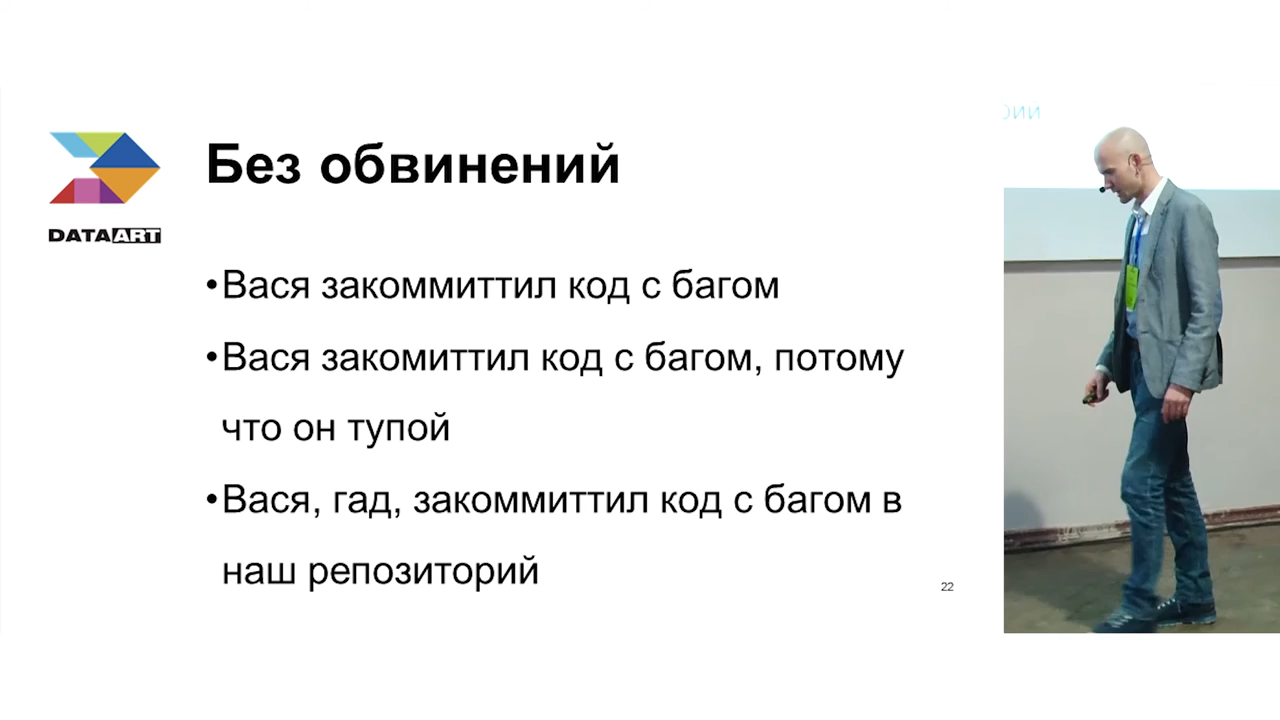 DATAART
Без обвинений
•Вася закоммиттил код с багом
•Вася закомиттил код с багом, потому
что он тупой
•Вася, гад, закоммиттил код с багом в
наш репозиторий
22